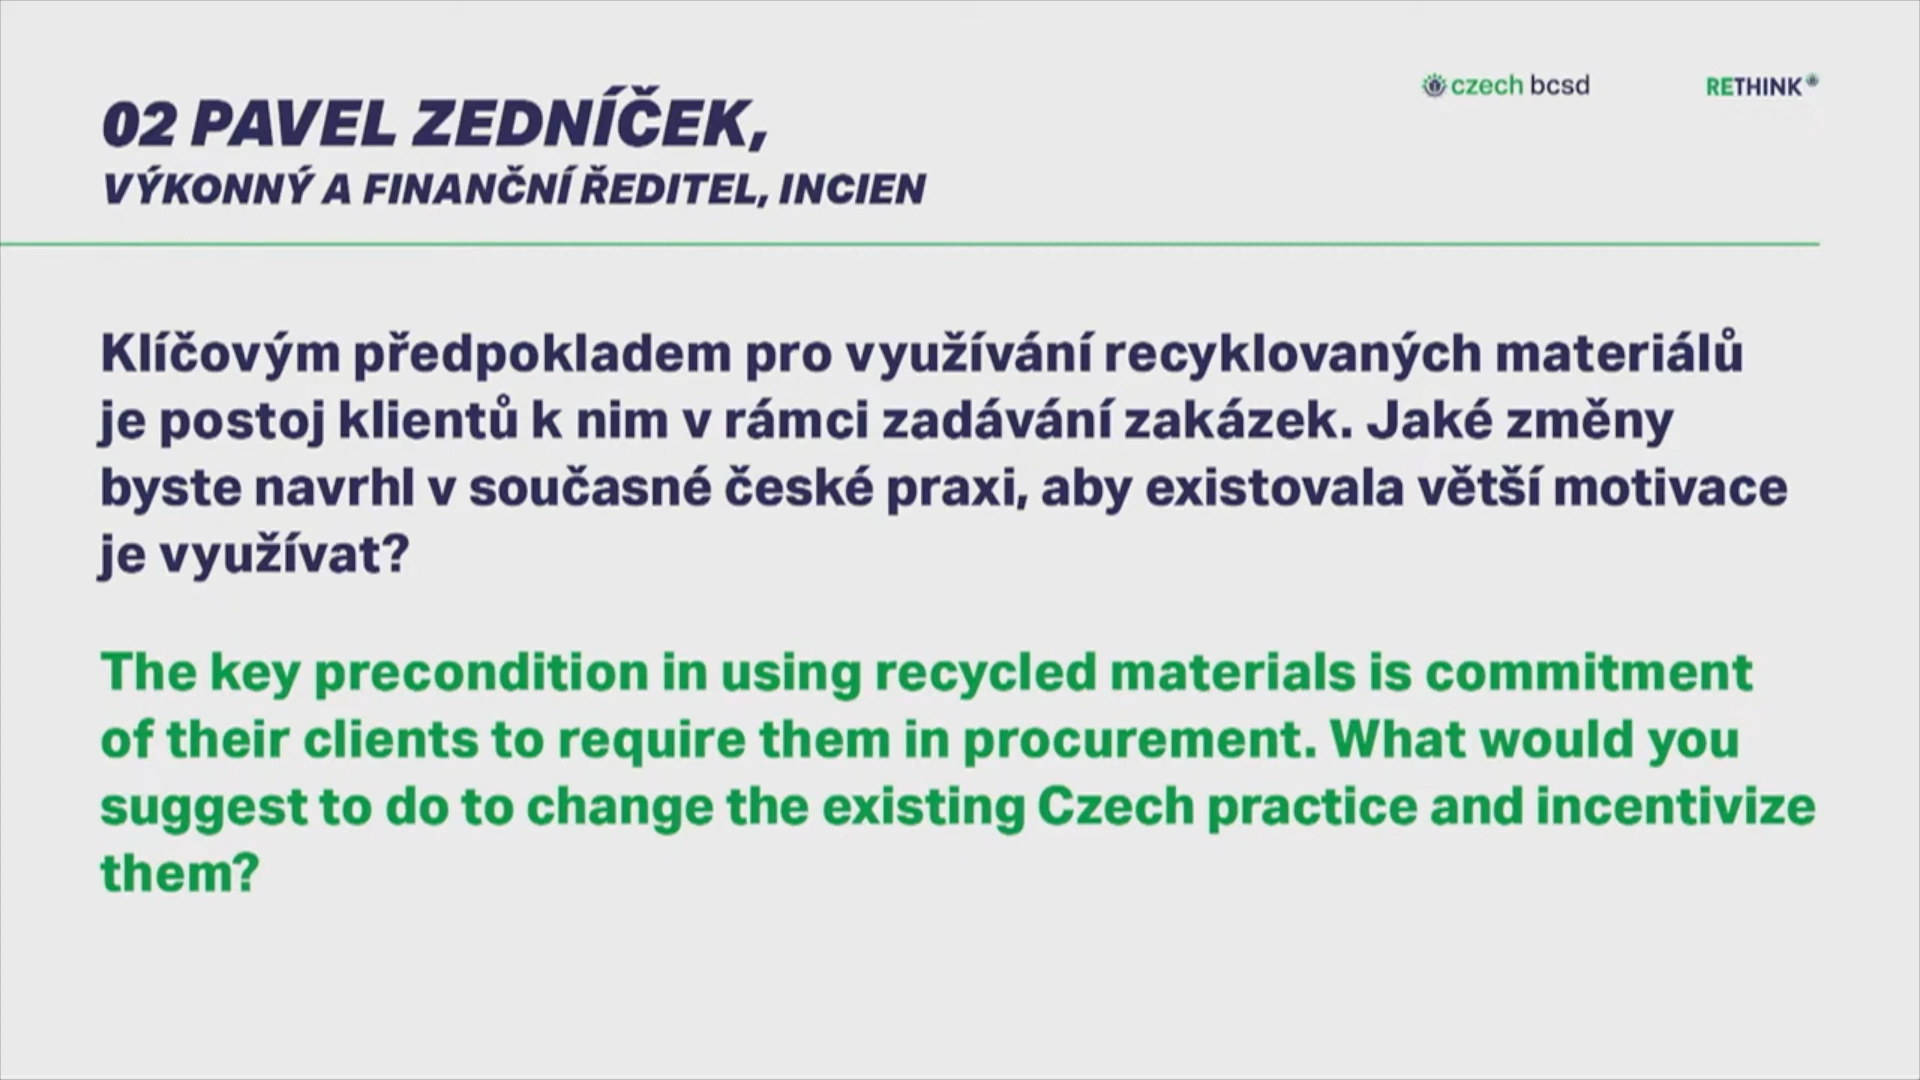 02 PAVEL ZEDNÍČEK,
VÝKONNÝ A FINANČNÍ ŘEDITEL, INCIEN
czech bcsd
RETHINK
Klíčovým předpokladem pro využívání recyklovaných materiálů
je postoj klientů k nim v rámci zadávání zakázek. Jaké změny
byste navrhl v současné české praxi, aby existovala větší motivace
je využívat?
The key precondition in using recycled materials is commitment
of their clients to require them in procurement. What would you
suggest to do to change the existing Czech practice and incentivize
them?